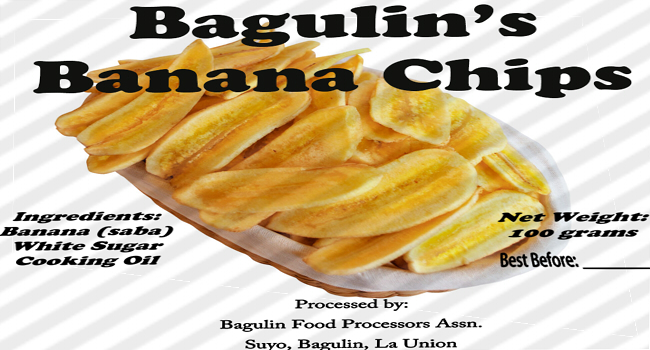 Bagulin's
Banana Chips
Ingredients:
Banana (saba)
White Sugar
Cooking Oil
Net Weight:
100 grams
Best Before: ________
Processed by:
Bagulin Food Processors Assn.
Suyo, Bagulin, La Union